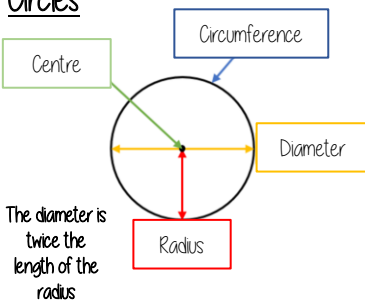 Circles
Circumference
Centre
Diameter
The diameter is
twice the
length of the
radius
Radius